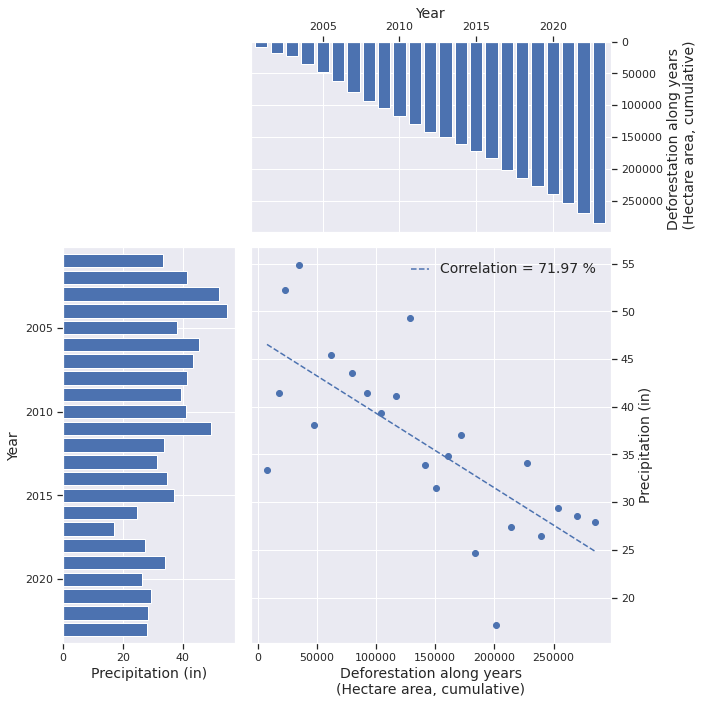 Year
2005 2010 2015 2020
0
50000
100000
150000
200000
250000
Deforestation along years
(Hectare area, cumulative)
Correlation = 71.97 %
55
50
45
40
35
30
25
20
Precipitation (in)
2005
2010
2015
2020
Year
0 20 40
Precipitation (in)
0 50000 100000 150000 200000 250000
Deforestation along years
(Hectare area, cumulative)